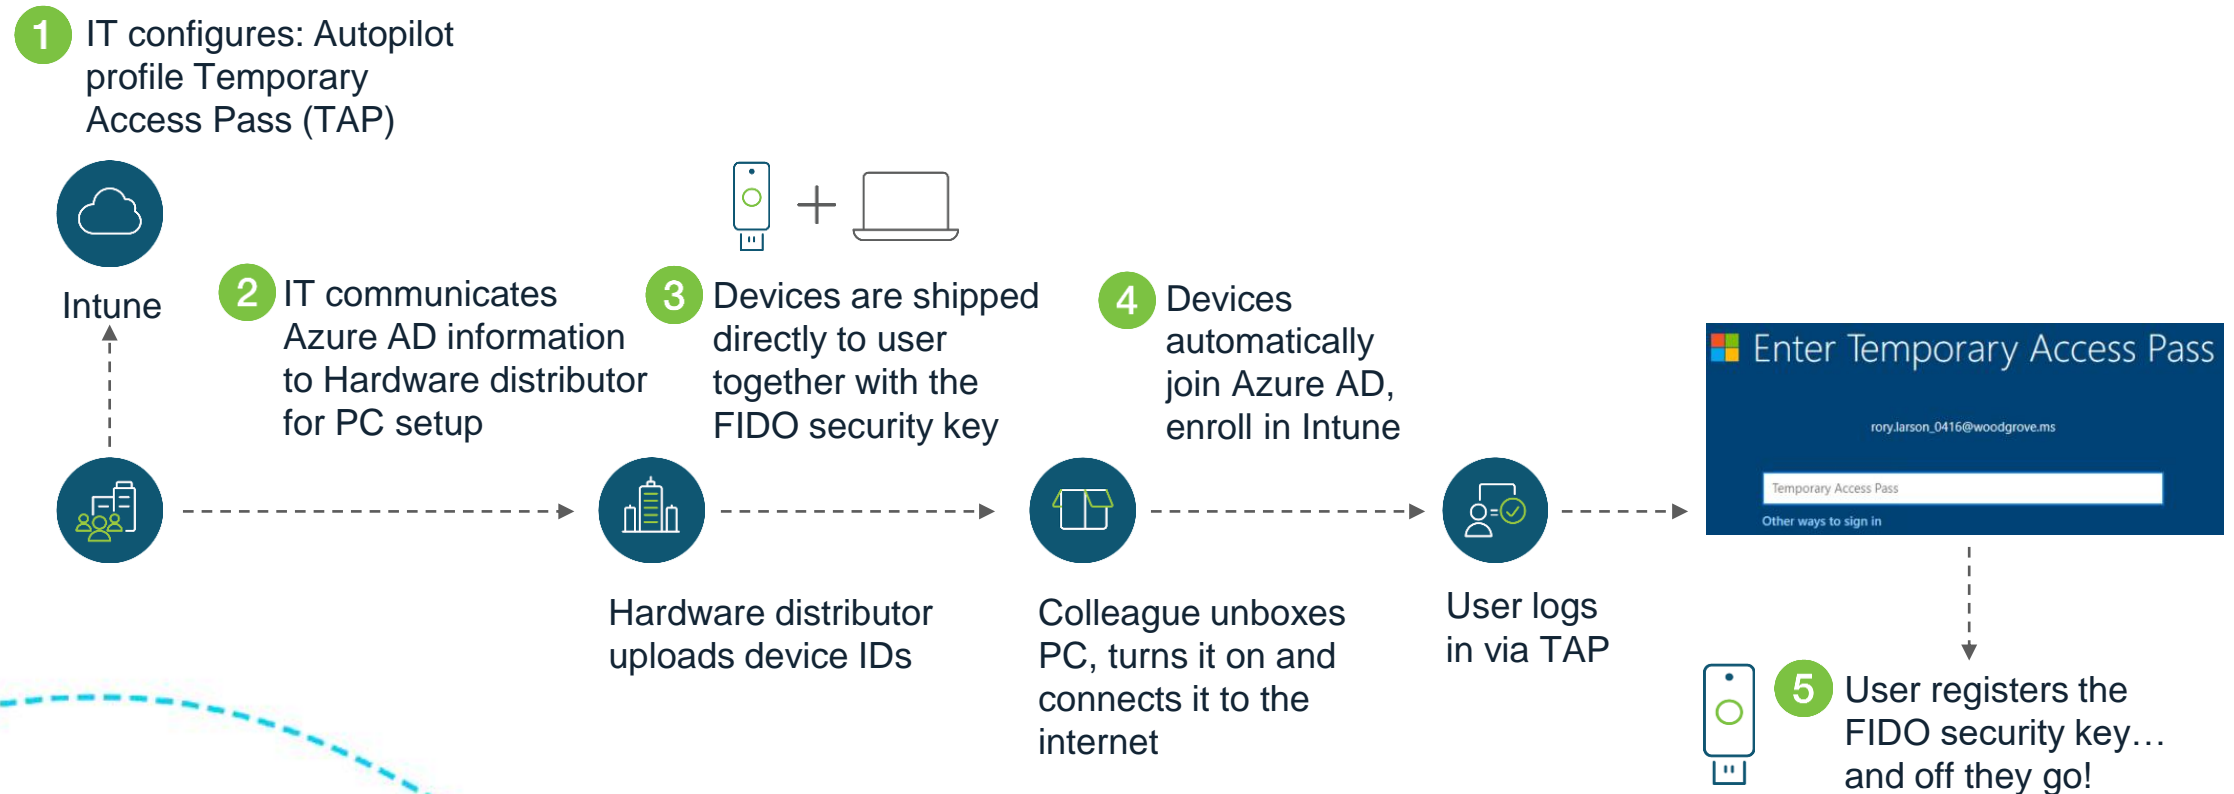 1
IT configures: Autopilot
profile Temporary
Access Pass (TAP)
Intune
2
IT communicates
Azure AD information
to Hardware distributor
for PC setup
3
Devices are shipped
directly to user
together with the
FIDO security key
4
Devices
automatically
join Azure AD,
enroll in Intune
Hardware distributor
uploads device IDs
Colleague unboxes
PC, turns it on and
connects it to the
internet
User logs
in via TAP
Enter Temporary Access Pass
rory.larson_0416@woodgrove.ms
Temporary Access Pass
Other ways to sign in
5
User registers the
FIDO security key…
and off they go!